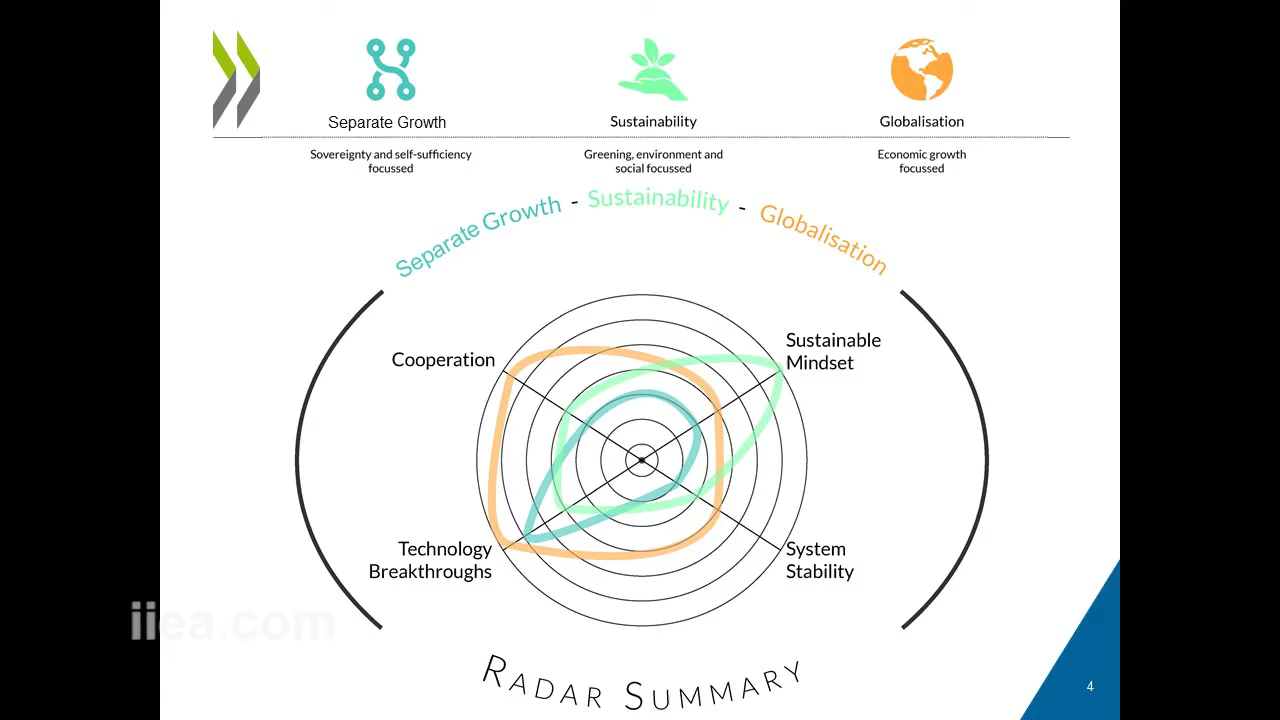 Separate Growth
Sustainability
Globalisation
Sovereignty and self-sufficiency
focussed
Greening, environment and
social focussed
Economic growth
focussed
Separate Growth - Sustainability - Globalisation
Cooperation
Sustainable
Mindset
Technology
Breakthroughs
System
Stability
iiea.com
RADAR SUMMARY
4